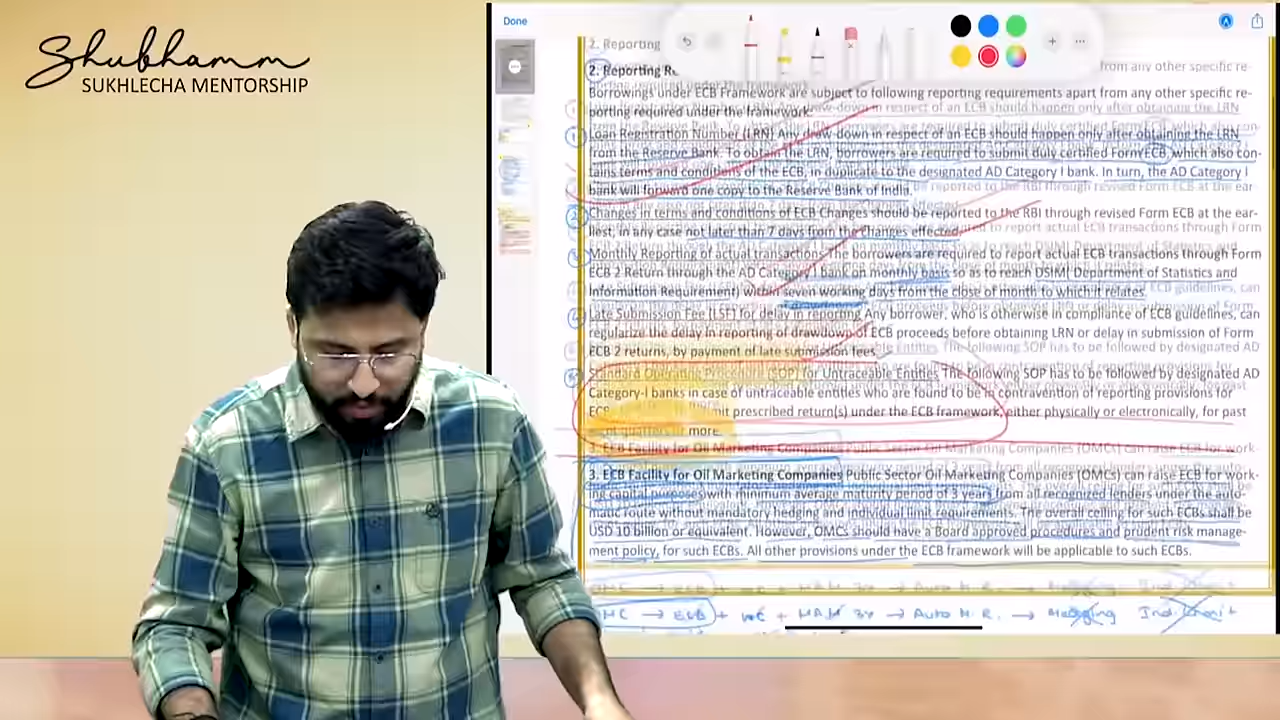 Shubhamm
SUKHLECHA MENTORSHIP
Done
2. Reporting
2. Reporting Re
from any other specific re-
Borrowings under ECB Framework are subject to following reporting requirements apart from any other specific re-
porting required under the framework:
1 Loan Registration Number (LRN) Any draw-down in respect of an ECB should happen only after obtaining the LRN
from the Reserve Bank. To obtain the LRN, borrowers are required to submit duly certified Form ECB, which also con-
tains terms and conditions of the ECB, in duplicate to the designated AD Category I bank. In turn, the AD Category I
bank will forward one copy to the Reserve Bank of India.
2 Changes in terms and conditions of ECB Changes should be reported to the RBI through revised Form ECB at the ear-
liest, in any case not later than 7 days from the changes effected
3 Monthly Reporting of actual transactions The borrowers are required to report actual ECB transactions through Form
ECB 2 Return through the AD Category I bank on monthly basis so as to reach DSIM( Department of Statistics and
Information Requirement) within seven working days from the close of month to which it relates
4 Late Submission Fee (LSF) for delay in reporting Any borrower, who is otherwise in compliance of ECB guidelines, can
regularize the delay in reporting of drawdown of ECB proceeds before obtaining LRN or delay in submission of Form
ECB 2 returns, by payment of late submission fees.
5 Standard Operating Procedure (SOP) for Untraceable Entities The following SOP has to be followed by designated AD
Category-I banks in case of untraceable entities who are found to be in contravention of reporting provisions for
prescribed return(s) under the ECB framework, either physically or electronically, for past
quarters or more.
3. ECB Facility for Oil Marketing Companies Public Sector Oil Marketing Companies (OMCs) can raise ECB for work-
ing capital purposes with minimum average maturity period of 3 years from all recognized lenders under the auto-
matic route without mandatory hedging and individual limit requirements. The overall ceiling for such ECBs shall be
USD 10 billion or equivalent. However, OMCs should have a Board approved procedures and prudent risk manage-
ment policy, for such ECBs. All other provisions under the ECB framework will be applicable to such ECBs.
MC → ECB + WC + MAM 3Y → Auto M. R. → Hedging Ind. Limit